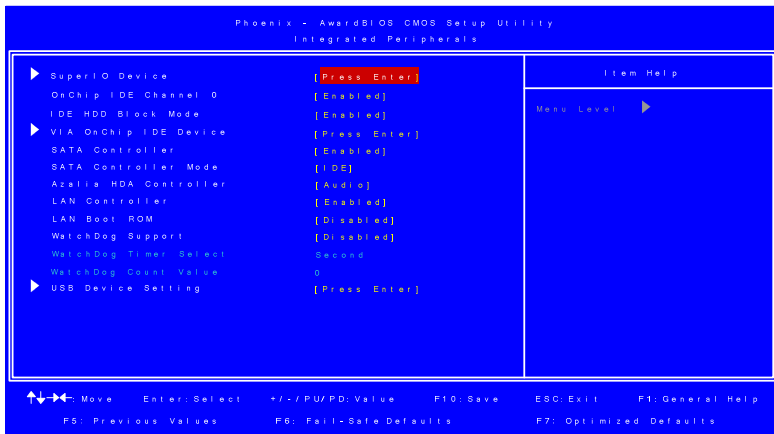 Phoenix - AwardBIOS CMOS Setup Utility
Integrated Peripherals
SuperIO Device [Press Enter]
OnChip IDE Channel 0 [Enabled]
IDE HDD Block Mode [Enabled]
VIA OnChip IDE Device [Press Enter]
SATA Controller [Enabled]
SATA Controller Mode [IDE]
Azalia HDA Controller [Audio]
LAN Controller [Enabled]
LAN Boot ROM [Disabled]
WatchDog Support [Disabled]
WatchDog Timer Select Second
WatchDog Count Value 0
USB Device Setting [Press Enter]
Item Help
Menu Level
: Move Enter:Select +/-/PU/PD:Value F10:Save ESC:Exit F1:General Help
F5: Previous Values F6: Fail-Safe Defaults F7: Optimized Defaults